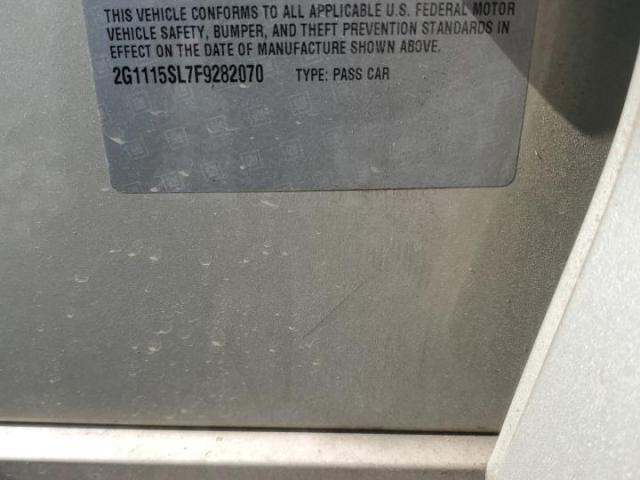 THIS VEHICLE CONFORMS TO ALL APPLICABLE U.S. FEDERAL MOTOR
VEHICLE SAFETY, BUMPER, AND THEFT PREVENTION STANDARDS IN
EFFECT ON THE DATE OF MANUFACTURE SHOWN ABOVE.
2G1115SL7F9282070 TYPE: PASS CAR